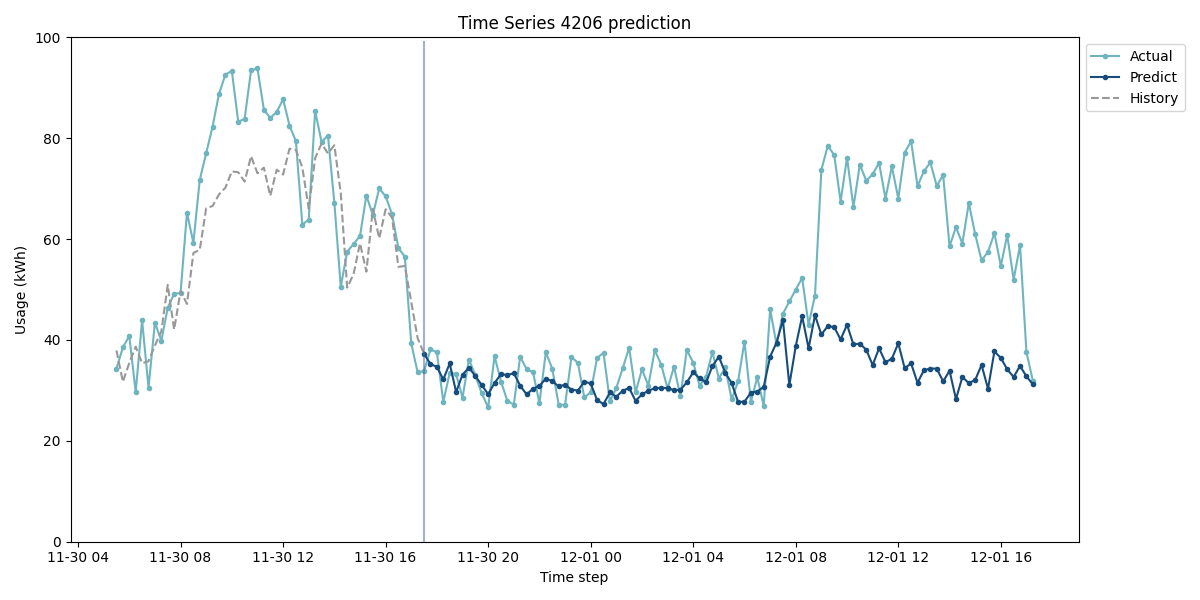 Time Series 4206 prediction
100
80
60
40
20
0
Usage (kWh)
11-30 04
11-30 08
11-30 12
11-30 16
11-30 20
12-01 00
12-01 04
12-01 08
12-01 12
12-01 16
Time step
Actual
Predict
History